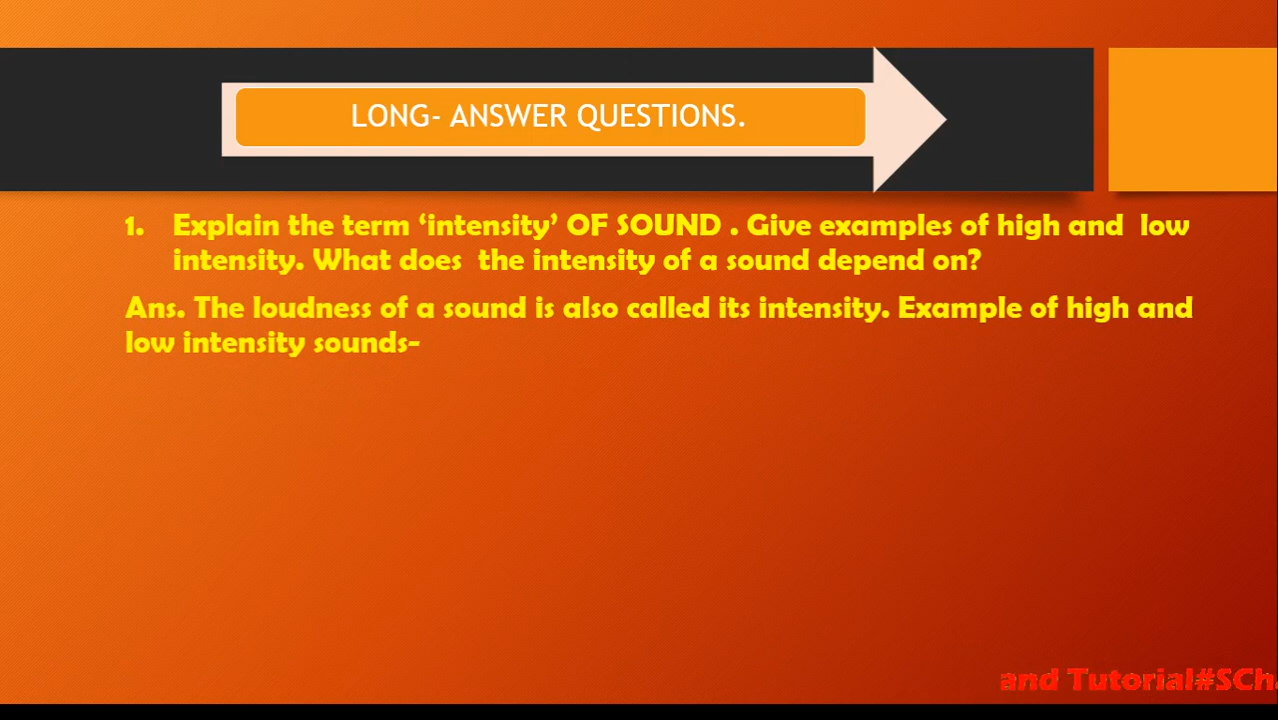 LONG- ANSWER QUESTIONS.
1. Explain the term ‘intensity’ OF SOUND . Give examples of high and low
intensity. What does the intensity of a sound depend on?
Ans. The loudness of a sound is also called its intensity. Example of high and
low intensity sounds-
and Tutorial#SCh